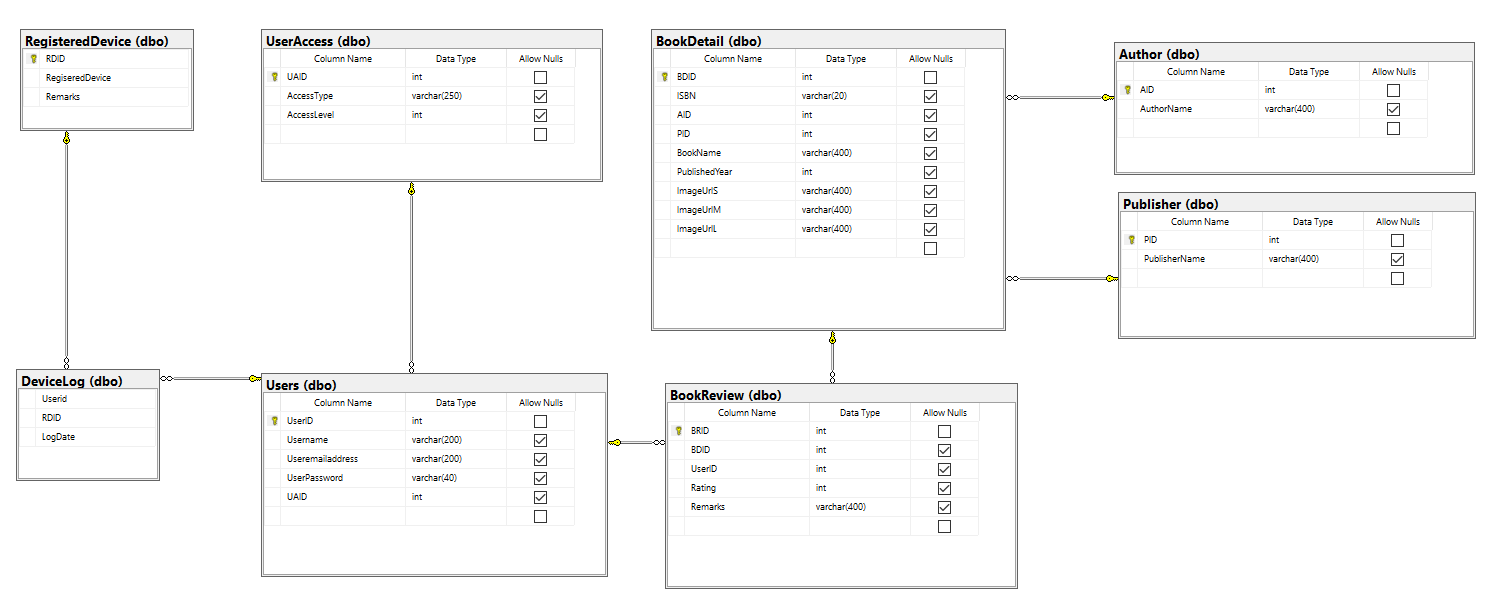 RegisteredDevice (dbo)
RDID
RegiseredDevice
Remarks
UserAccess (dbo)
Column Name Data Type Allow Nulls
UAID int
AccessType varchar(250)
AccessLevel int
BookDetail (dbo)
Column Name Data Type Allow Nulls
BDID int
ISBN varchar(20)
AID int
PID int
BookName varchar(400)
PublishedYear int
ImageUrlS varchar(400)
ImageUrlM varchar(400)
ImageUrlL varchar(400)
Author (dbo)
Column Name Data Type Allow Nulls
AID int
AuthorName varchar(400)
Publisher (dbo)
Column Name Data Type Allow Nulls
PID int
PublisherName varchar(400)
DeviceLog (dbo)
Userid
RDID
LogDate
Users (dbo)
Column Name Data Type Allow Nulls
UserID int
Username varchar(200)
Useremailaddress varchar(200)
UserPassword varchar(40)
UAID int
BookReview (dbo)
Column Name Data Type Allow Nulls
BRID int
BDID int
UserID int
Rating int
Remarks varchar(400)